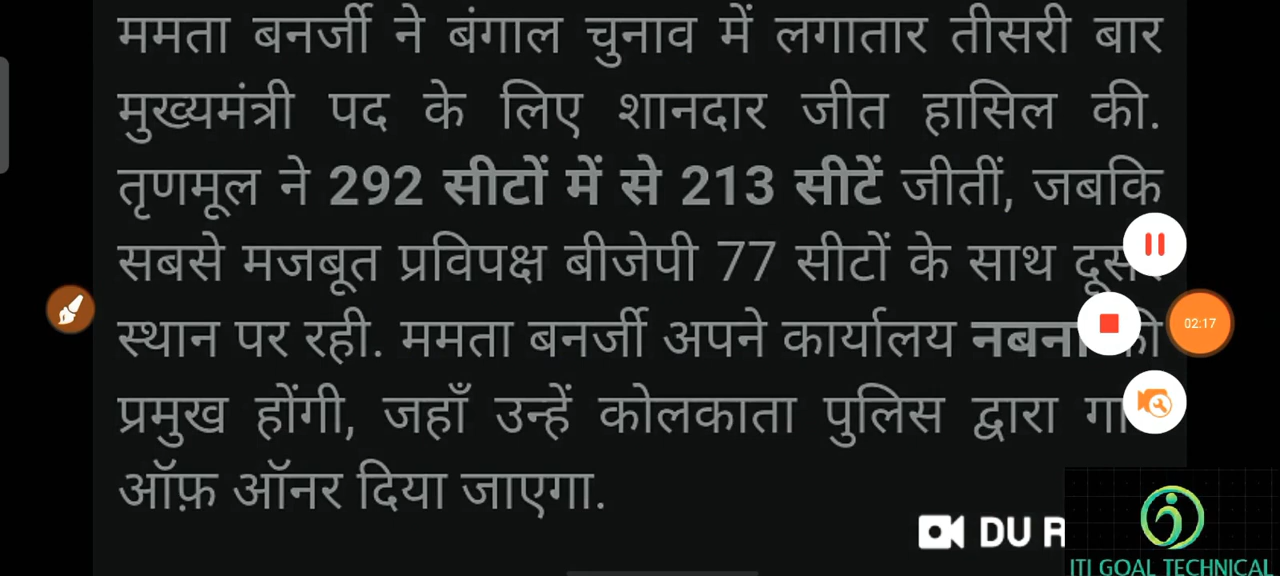 ममता बनर्जी ने बंगाल चुनाव में लगातार तीसरी बार
मुख्यमंत्री पद के लिए शानदार जीत हासिल की.
तृणमूल ने 292 सीटों में से 213 सीटें जीतीं, जबकि
सबसे मजबूत प्रविपक्ष बीजेपी 77 सीटों के साथ
स्थान पर रही. ममता बनर्जी अपने कार्यालय
02:17
प्रमुख होंगी, जहाँ उन्हें कोलकाता पुलिस द्वारा
ऑफ़ ऑनर दिया जाएगा.
DU R
ITI GOAL TECHNICAL